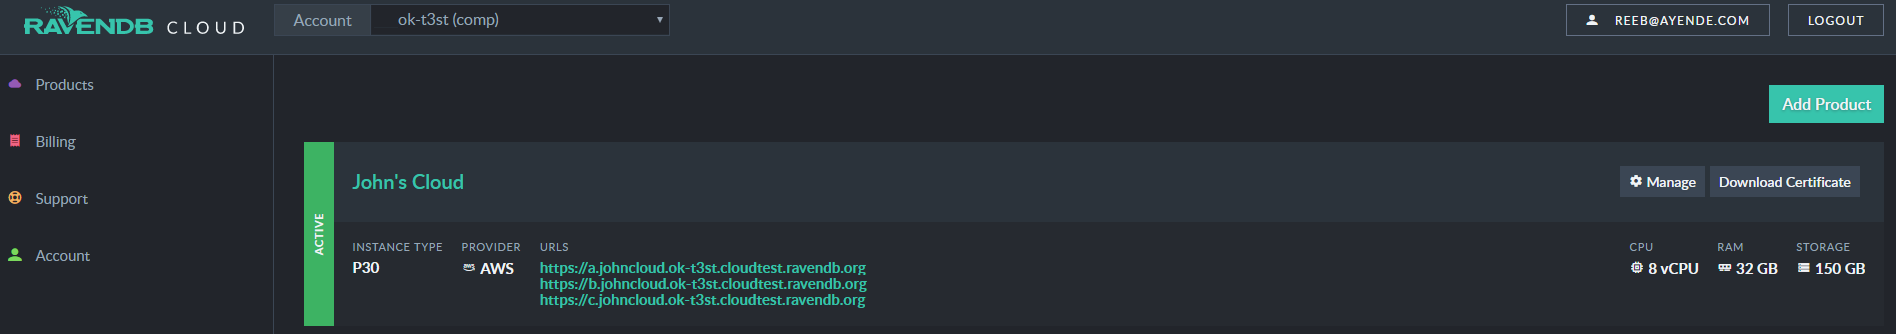 RAVENDB CLOUD
Account ok-t3st (comp)
REEB@AYENDE.COM
LOGOUT
Products
Billing
Support
Account
Add Product
ACTIVE
John's Cloud
Manage
Download Certificate
INSTANCE TYPE PROVIDER URLS CPU RAM STORAGE
P30 aws AWS https://a.johncloud.ok-t3st.cloudtest.ravendb.org 8 vCPU 32 GB 150 GB
https://b.johncloud.ok-t3st.cloudtest.ravendb.org
https://c.johncloud.ok-t3st.cloudtest.ravendb.org